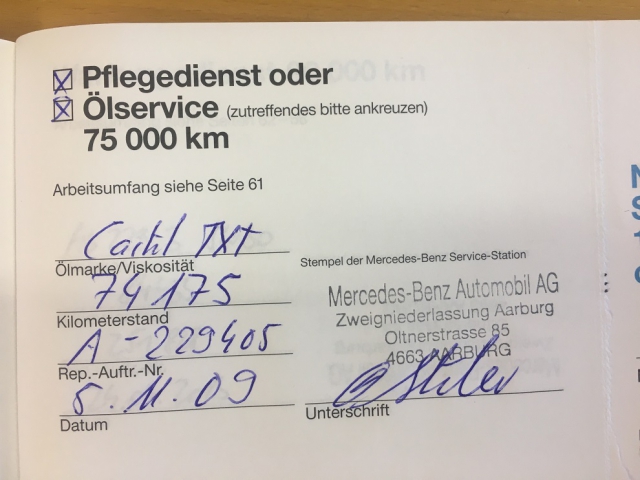 Pflegedienst oder
Ölservice (zutreffendes bitte ankreuzen)
75 000 km
Arbeitsumfang siehe Seite 61
TXT
Ölmarke/Viskosität
74175
Kilometerstand
A - 229405
Rep.-Auftr.-Nr.
5. 11. 09
Datum
Stempel der Mercedes-Benz Service-Station
Mercedes-Benz Automobil AG
Zweigniederlassung Aarburg
Oltnerstrasse 85
4663 AARBURG
Unterschrift